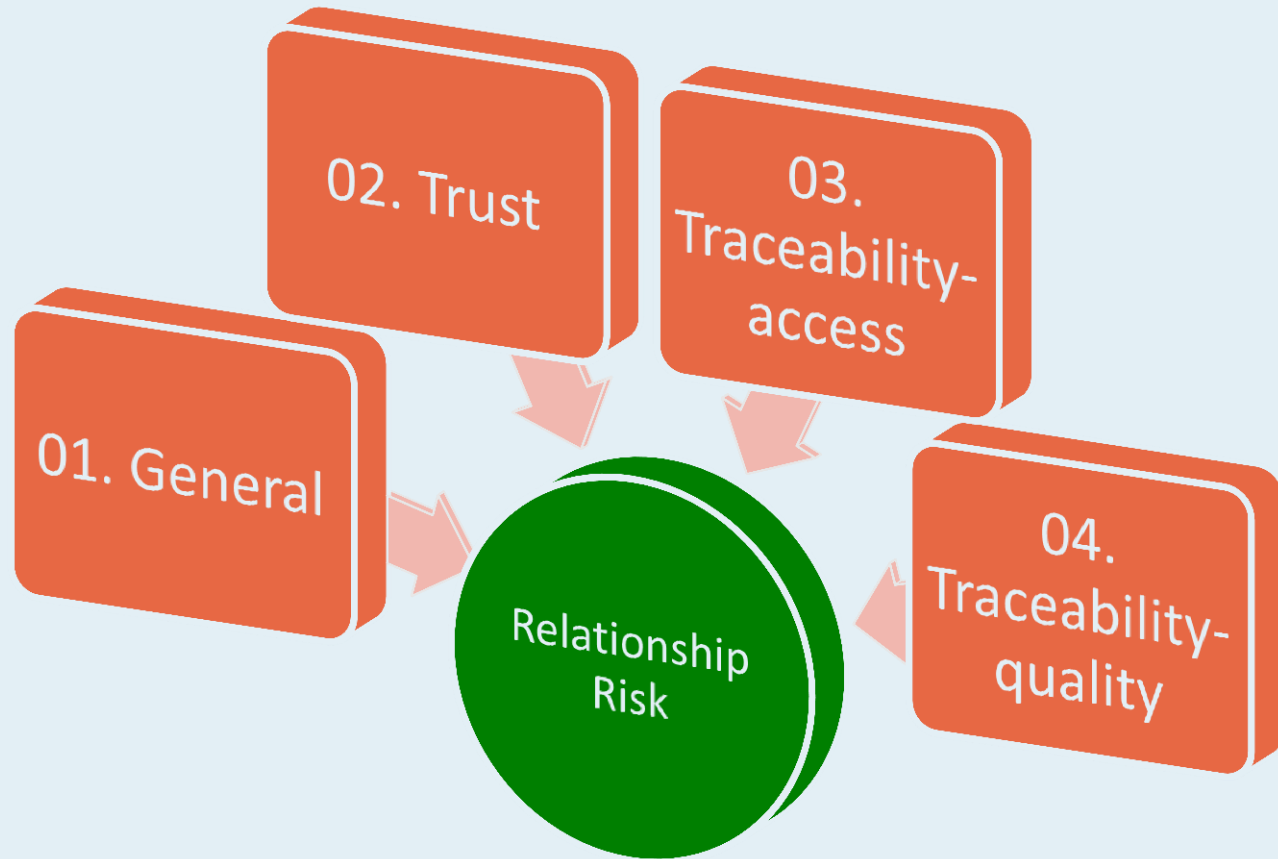 01. General
02. Trust
03.
Traceability-
access
04.
Traceability-
quality
Relationship
Risk